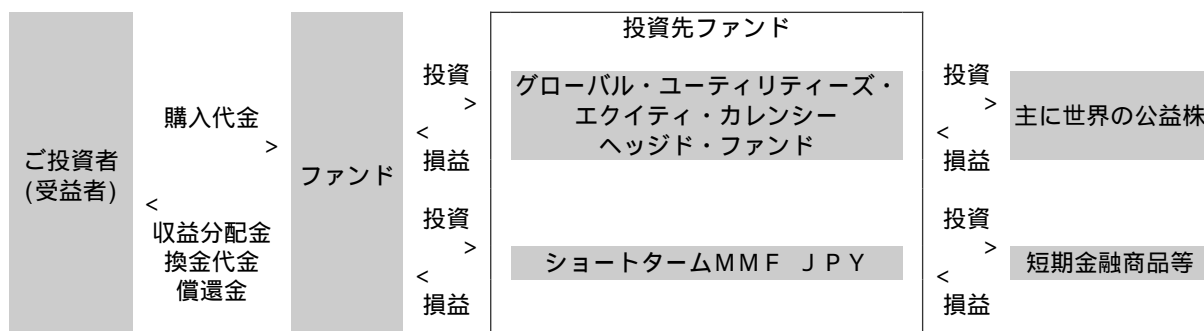 投資先ファンド
ご投資者
(受益者)
購入代金
>
<
収益分配金
換金代金
償還金
ファンド
投資
>
<
損益
グローバル・ユーティリティーズ・
エクイティ・カレンシー
ヘッジド・ファンド
投資
>
<
損益
主に世界の公益株
投資
>
<
損益
ショートタームＭＭＦ　ＪＰＹ
投資
>
<
損益
短期金融商品等